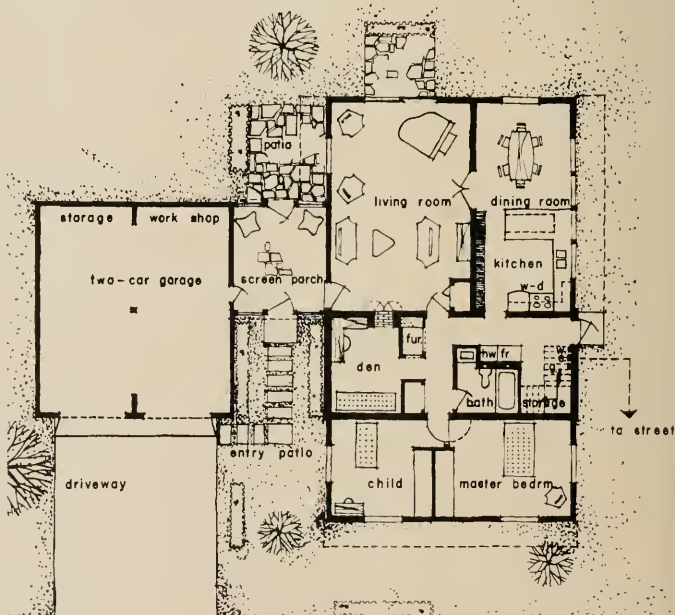 patio
storage
work shop
living room
dining room
two-car garage
screen porch
kitchen
w-d
fur
den
hw
fr
bath
storage
to street
entry patio
driveway
child
master bedrm